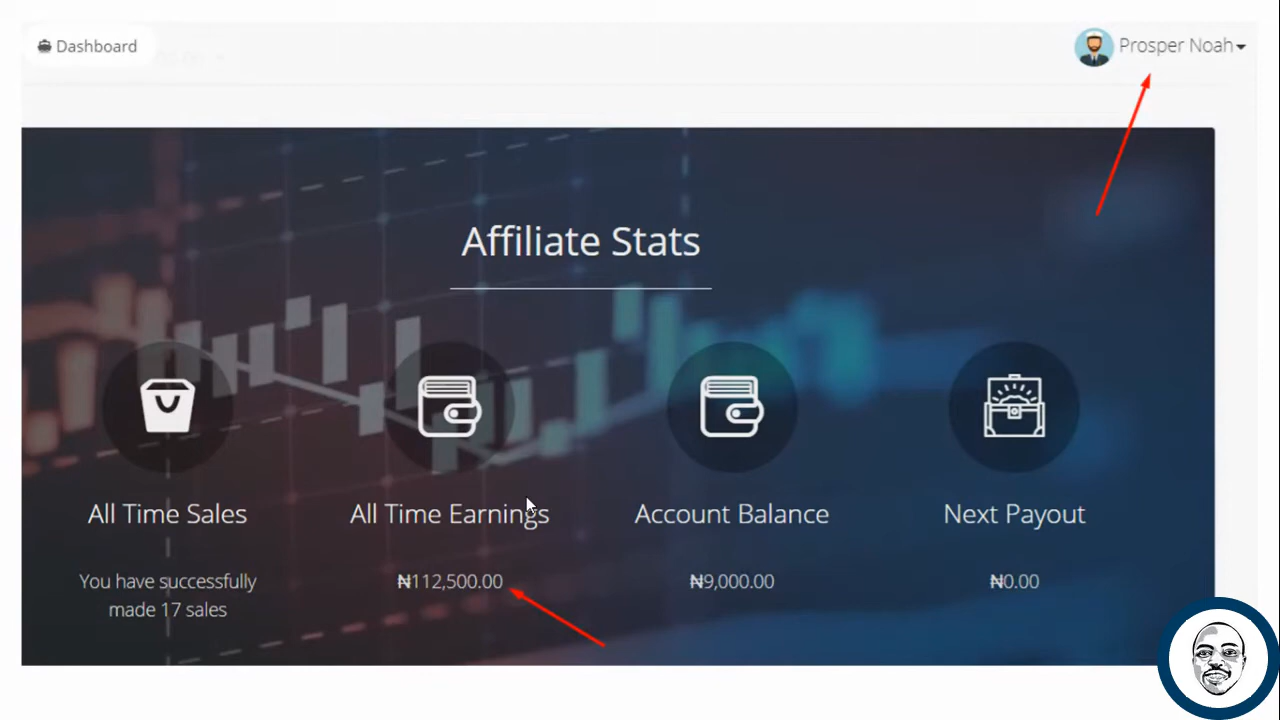 Dashboard
Prosper Noah
Affiliate Stats
All Time Sales
All Time Earnings
Account Balance
Next Payout
You have successfully
made 17 sales
₦112,500.00
₦9,000.00
₦0.00